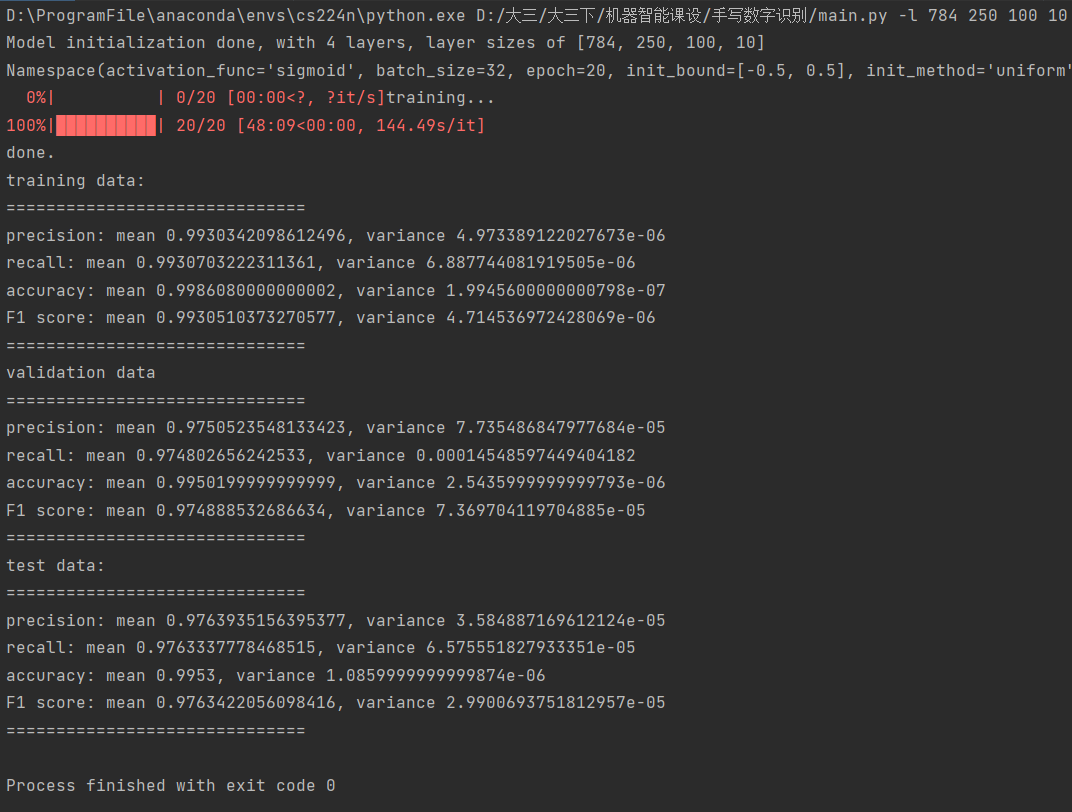 D:\ProgramFile\anaconda\envs\cs224n\python.exe D:/大三/大三下/机器智能课设/手写数字识别/main.py -l 784 250 100 10
Model initialization done, with 4 layers, layer sizes of [784, 250, 100, 10]
Namespace(activation_func='sigmoid', batch_size=32, epoch=20, init_bound=[-0.5, 0.5], init_method='uniform'
0%|          | 0/20 [00:00<?, ?it/s]training...
100%|██████████| 20/20 [48:09<00:00, 144.49s/it]
done.
training data:
==============================
precision: mean 0.9930342098612496, variance 4.973389122027673e-06
recall: mean 0.9930703222311361, variance 6.887744081919505e-06
accuracy: mean 0.9986080000000002, variance 1.9945600000000798e-07
F1 score: mean 0.9930510373270577, variance 4.714536972428069e-06
==============================
validation data
==============================
precision: mean 0.9750523548133423, variance 7.735486847977684e-05
recall: mean 0.974802656242533, variance 0.00014548597449404182
accuracy: mean 0.9950199999999999, variance 2.5435999999999793e-06
F1 score: mean 0.974888532686634, variance 7.369704119704885e-05
==============================
test data:
==============================
precision: mean 0.9763935156395377, variance 3.584887169612124e-05
recall: mean 0.9763337778468515, variance 6.575551827933351e-05
accuracy: mean 0.9953, variance 1.0859999999999874e-06
F1 score: mean 0.9763422056098416, variance 2.9900693751812957e-05
==============================
Process finished with exit code 0